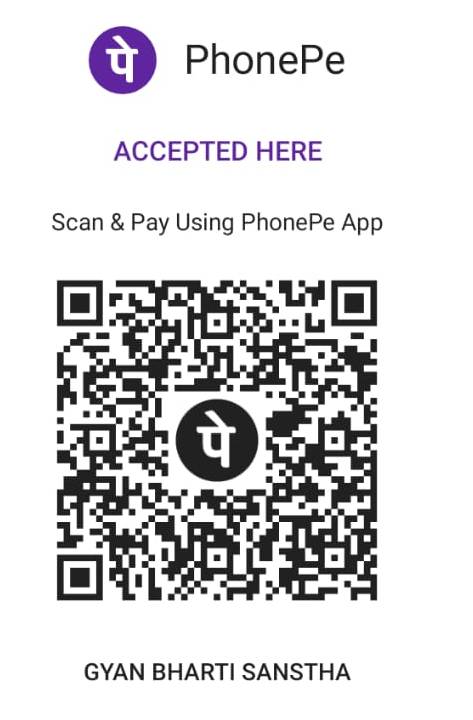 पे PhonePe
ACCEPTED HERE
Scan & Pay Using PhonePe App
पे
GYAN BHARTI SANSTHA